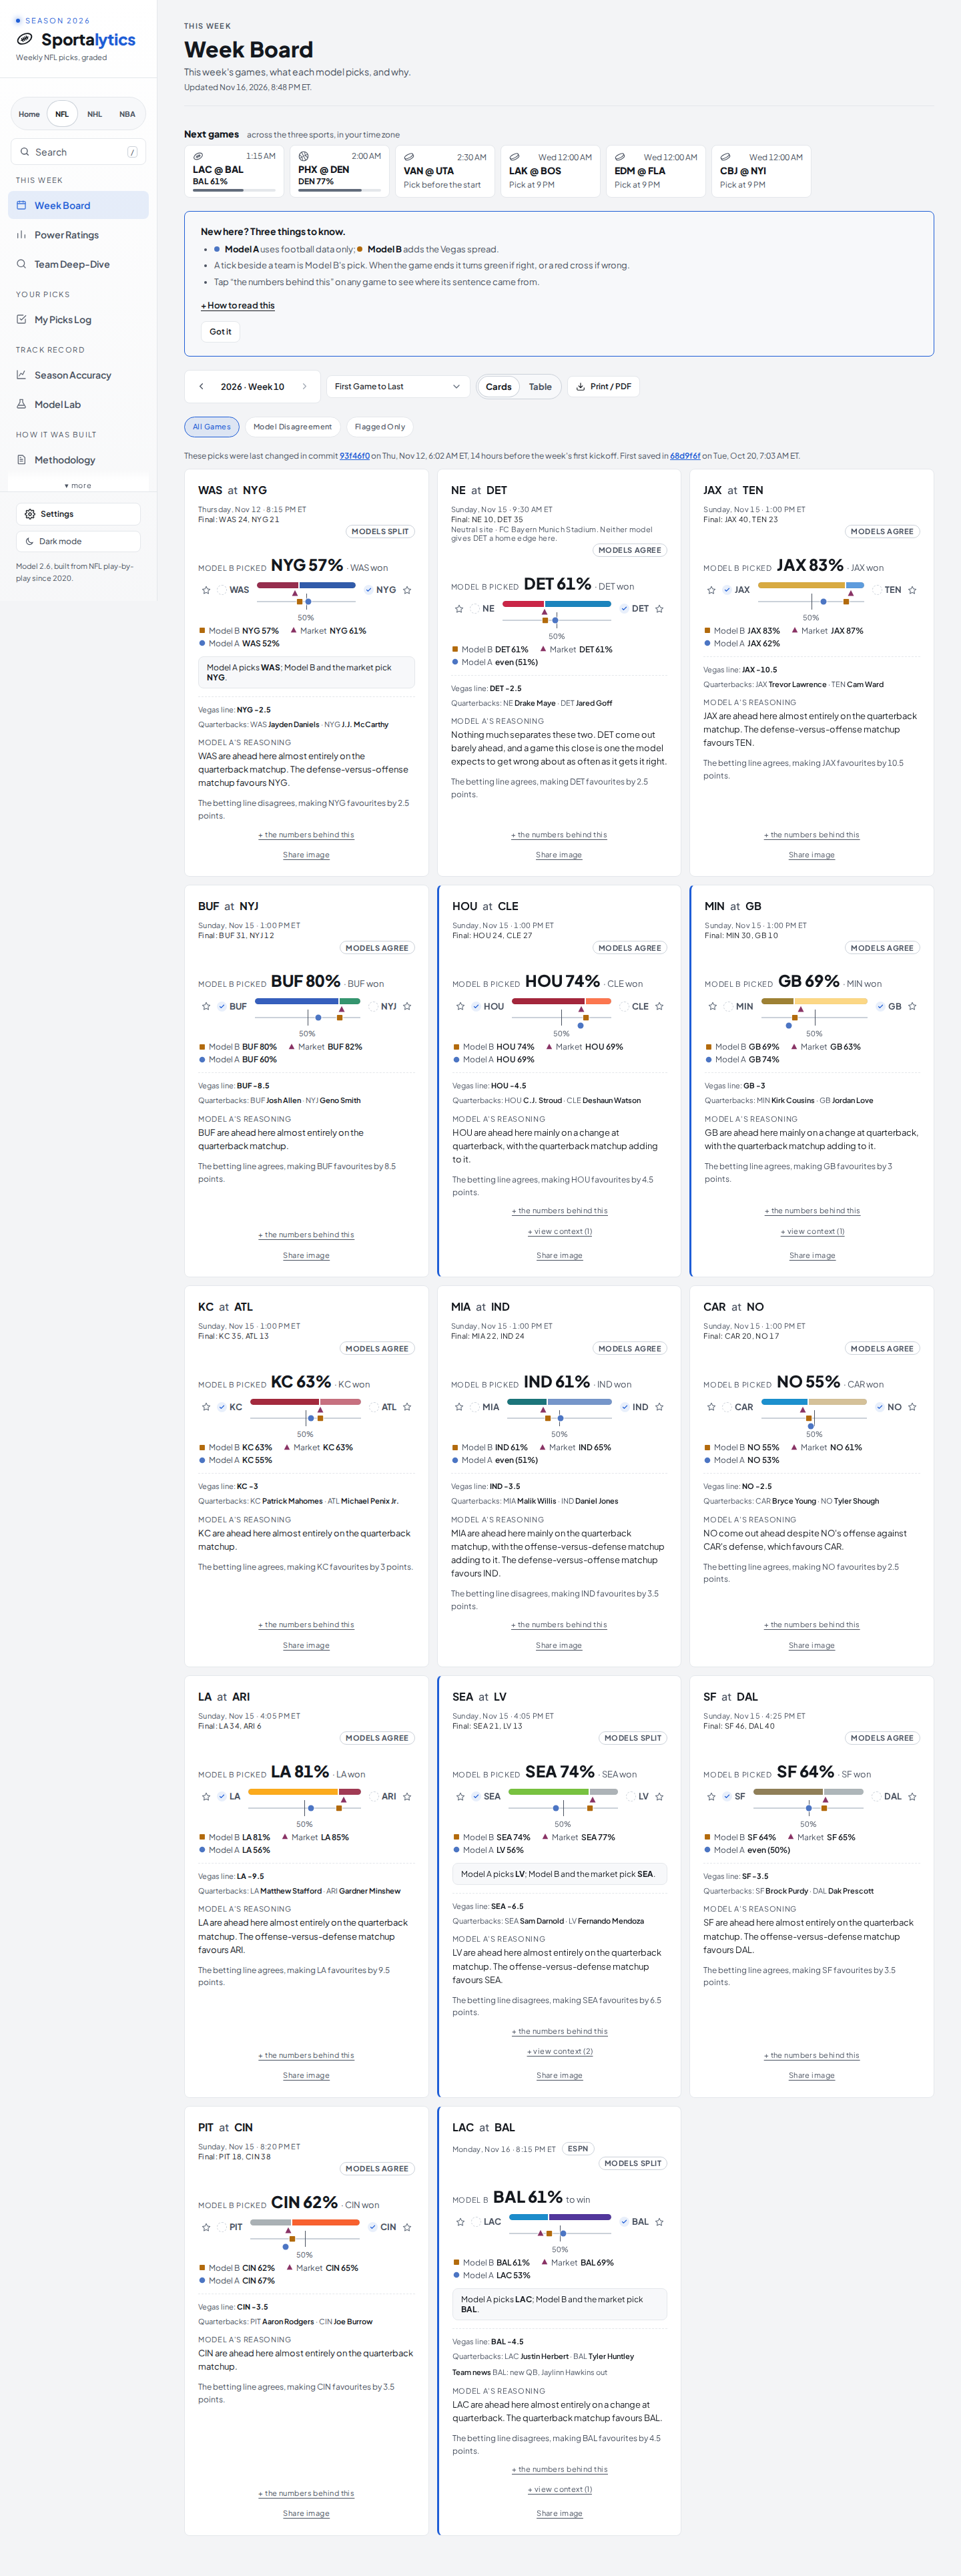 SEASON 2026
Sportalytics
Weekly NFL picks, graded
Home NFL NHL NBA
Search /
THIS WEEK
Week Board
Power Ratings
Team Deep-Dive
YOUR PICKS
My Picks Log
TRACK RECORD
Season Accuracy
Model Lab
HOW IT WAS BUILT
Methodology
▾ more
Settings
Dark mode
Model 2.6, built from NFL play-by-
play since 2020.
THIS WEEK
Week Board
This week's games, what each model picks, and why.
Updated Nov 16, 2026, 8:48 PM ET.
Next games across the three sports, in your time zone
1:15 AM
LAC @ BAL
BAL 61%
2:00 AM
PHX @ DEN
DEN 77%
2:30 AM
VAN @ UTA
Pick before the start
Wed 12:00 AM
LAK @ BOS
Pick at 9 PM
Wed 12:00 AM
EDM @ FLA
Pick at 9 PM
Wed 12:00 AM
CBJ @ NYI
Pick at 9 PM
New here? Three things to know.
• Model A uses football data only; Model B adds the Vegas spread.
• A tick beside a team is Model B's pick. When the game ends it turns green if right, or a red cross if wrong.
• Tap “the numbers behind this” on any game to see where its sentence came from.
+ How to read this
Got it
2026 · Week 10
First Game to Last
Cards Table
Print / PDF
All Games Model Disagreement Flagged Only
These picks were last changed in commit 93f46f0 on Thu, Nov 12, 6:02 AM ET, 14 hours before the week's first kickoff. First saved in 68d9f6f on Tue, Oct 20, 7:03 AM ET.
WAS at NYG
Thursday, Nov 12 · 8:15 PM ET
Final: WAS 24, NYG 21
MODELS SPLIT
MODEL B PICKED NYG 57% · WAS won
WAS NYG
50%
Model B NYG 57% Market NYG 61%
Model A WAS 52%
Model A picks WAS; Model B and the market pick
NYG.
Vegas line: NYG -2.5
Quarterbacks: WAS Jayden Daniels · NYG J.J. McCarthy
MODEL A'S REASONING
WAS are ahead here almost entirely on the
quarterback matchup. The defense-versus-offense
matchup favours NYG.
The betting line disagrees, making NYG favourites by 2.5
points.
+ the numbers behind this
Share image
NE at DET
Sunday, Nov 15 · 9:30 AM ET
Final: NE 10, DET 35
Neutral site · FC Bayern Munich Stadium. Neither model
gives DET a home edge here.
MODELS AGREE
MODEL B PICKED DET 61% · DET won
NE DET
50%
Model B DET 61% Market DET 61%
Model A even (51%)
Vegas line: DET -2.5
Quarterbacks: NE Drake Maye · DET Jared Goff
MODEL A'S REASONING
Nothing much separates these two. DET come out
barely ahead, and a game this close is one the model
expects to get wrong about as often as it gets it right.
The betting line agrees, making DET favourites by 2.5
points.
+ the numbers behind this
Share image
JAX at TEN
Sunday, Nov 15 · 1:00 PM ET
Final: JAX 40, TEN 23
MODELS AGREE
MODEL B PICKED JAX 83% · JAX won
JAX TEN
50%
Model B JAX 83% Market JAX 87%
Model A JAX 62%
Vegas line: JAX -10.5
Quarterbacks: JAX Trevor Lawrence · TEN Cam Ward
MODEL A'S REASONING
JAX are ahead here almost entirely on the quarterback
matchup. The defense-versus-offense matchup
favours TEN.
The betting line agrees, making JAX favourites by 10.5
points.
+ the numbers behind this
Share image
BUF at NYJ
Sunday, Nov 15 · 1:00 PM ET
Final: BUF 31, NYJ 12
MODELS AGREE
MODEL B PICKED BUF 80% · BUF won
BUF NYJ
50%
Model B BUF 80% Market BUF 82%
Model A BUF 60%
Vegas line: BUF -8.5
Quarterbacks: BUF Josh Allen · NYJ Geno Smith
MODEL A'S REASONING
BUF are ahead here almost entirely on the
quarterback matchup.
The betting line agrees, making BUF favourites by 8.5
points.
+ the numbers behind this
Share image
HOU at CLE
Sunday, Nov 15 · 1:00 PM ET
Final: HOU 24, CLE 27
MODELS AGREE
MODEL B PICKED HOU 74% · CLE won
HOU CLE
50%
Model B HOU 74% Market HOU 69%
Model A HOU 69%
Vegas line: HOU -4.5
Quarterbacks: HOU C.J. Stroud · CLE Deshaun Watson
MODEL A'S REASONING
HOU are ahead here mainly on a change at
quarterback, with the quarterback matchup adding
to it.
The betting line agrees, making HOU favourites by 4.5
points.
+ the numbers behind this
+ view context (1)
Share image
MIN at GB
Sunday, Nov 15 · 1:00 PM ET
Final: MIN 30, GB 10
MODELS AGREE
MODEL B PICKED GB 69% · MIN won
MIN GB
50%
Model B GB 69% Market GB 63%
Model A GB 74%
Vegas line: GB -3
Quarterbacks: MIN Kirk Cousins · GB Jordan Love
MODEL A'S REASONING
GB are ahead here mainly on a change at quarterback,
with the quarterback matchup adding to it.
The betting line agrees, making GB favourites by 3
points.
+ the numbers behind this
+ view context (1)
Share image
KC at ATL
Sunday, Nov 15 · 1:00 PM ET
Final: KC 35, ATL 13
MODELS AGREE
MODEL B PICKED KC 63% · KC won
KC ATL
50%
Model B KC 63% Market KC 63%
Model A KC 55%
Vegas line: KC -3
Quarterbacks: KC Patrick Mahomes · ATL Michael Penix Jr.
MODEL A'S REASONING
KC are ahead here almost entirely on the quarterback
matchup.
The betting line agrees, making KC favourites by 3 points.
+ the numbers behind this
Share image
MIA at IND
Sunday, Nov 15 · 1:00 PM ET
Final: MIA 22, IND 24
MODELS AGREE
MODEL B PICKED IND 61% · IND won
MIA IND
50%
Model B IND 61% Market IND 65%
Model A even (51%)
Vegas line: IND -3.5
Quarterbacks: MIA Malik Willis · IND Daniel Jones
MODEL A'S REASONING
MIA are ahead here mainly on the quarterback
matchup, with the offense-versus-defense matchup
adding to it. The defense-versus-offense matchup
favours IND.
The betting line disagrees, making IND favourites by 3.5
points.
+ the numbers behind this
Share image
CAR at NO
Sunday, Nov 15 · 1:00 PM ET
Final: CAR 20, NO 17
MODELS AGREE
MODEL B PICKED NO 55% · CAR won
CAR NO
50%
Model B NO 55% Market NO 61%
Model A NO 53%
Vegas line: NO -2.5
Quarterbacks: CAR Bryce Young · NO Tyler Shough
MODEL A'S REASONING
NO come out ahead despite NO's offense against
CAR's defense, which favours CAR.
The betting line agrees, making NO favourites by 2.5
points.
+ the numbers behind this
Share image
LA at ARI
Sunday, Nov 15 · 4:05 PM ET
Final: LA 34, ARI 6
MODELS AGREE
MODEL B PICKED LA 81% · LA won
LA ARI
50%
Model B LA 81% Market LA 85%
Model A LA 56%
Vegas line: LA -9.5
Quarterbacks: LA Matthew Stafford · ARI Gardner Minshew
MODEL A'S REASONING
LA are ahead here almost entirely on the quarterback
matchup. The offense-versus-defense matchup
favours ARI.
The betting line agrees, making LA favourites by 9.5
points.
+ the numbers behind this
Share image
SEA at LV
Sunday, Nov 15 · 4:05 PM ET
Final: SEA 21, LV 13
MODELS SPLIT
MODEL B PICKED SEA 74% · SEA won
SEA LV
50%
Model B SEA 74% Market SEA 77%
Model A LV 56%
Model A picks LV; Model B and the market pick SEA.
Vegas line: SEA -6.5
Quarterbacks: SEA Sam Darnold · LV Fernando Mendoza
MODEL A'S REASONING
LV are ahead here almost entirely on the quarterback
matchup. The offense-versus-defense matchup
favours SEA.
The betting line disagrees, making SEA favourites by 6.5
points.
+ the numbers behind this
+ view context (2)
Share image
SF at DAL
Sunday, Nov 15 · 4:25 PM ET
Final: SF 46, DAL 40
MODELS AGREE
MODEL B PICKED SF 64% · SF won
SF DAL
50%
Model B SF 64% Market SF 65%
Model A even (50%)
Vegas line: SF -3.5
Quarterbacks: SF Brock Purdy · DAL Dak Prescott
MODEL A'S REASONING
SF are ahead here almost entirely on the quarterback
matchup. The offense-versus-defense matchup
favours DAL.
The betting line agrees, making SF favourites by 3.5
points.
+ the numbers behind this
Share image
PIT at CIN
Sunday, Nov 15 · 8:20 PM ET
Final: PIT 18, CIN 38
MODELS AGREE
MODEL B PICKED CIN 62% · CIN won
PIT CIN
50%
Model B CIN 62% Market CIN 65%
Model A CIN 67%
Vegas line: CIN -3.5
Quarterbacks: PIT Aaron Rodgers · CIN Joe Burrow
MODEL A'S REASONING
CIN are ahead here almost entirely on the quarterback
matchup.
The betting line agrees, making CIN favourites by 3.5
points.
+ the numbers behind this
Share image
LAC at BAL
Monday, Nov 16 · 8:15 PM ET ESPN
MODELS SPLIT
MODEL B BAL 61% to win
LAC BAL
50%
Model B BAL 61% Market BAL 69%
Model A LAC 53%
Model A picks LAC; Model B and the market pick
BAL.
Vegas line: BAL -4.5
Quarterbacks: LAC Justin Herbert · BAL Tyler Huntley
Team news BAL: new QB, Jaylinn Hawkins out
MODEL A'S REASONING
LAC are ahead here almost entirely on a change at
quarterback. The quarterback matchup favours BAL.
The betting line disagrees, making BAL favourites by 4.5
points.
+ the numbers behind this
+ view context (1)
Share image